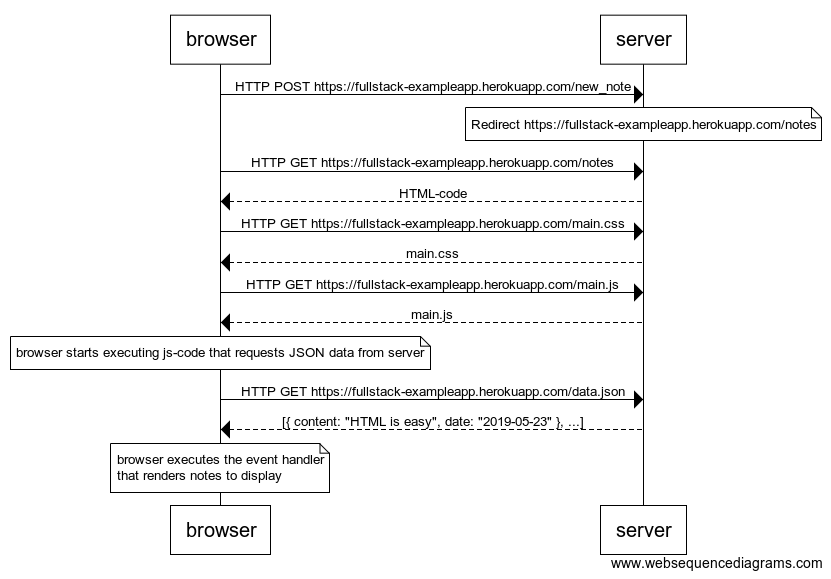 browser
server
HTTP POST https://fullstack-exampleapp.herokuapp.com/new_note
Redirect https://fullstack-exampleapp.herokuapp.com/notes
HTTP GET https://fullstack-exampleapp.herokuapp.com/notes
HTML-code
HTTP GET https://fullstack-exampleapp.herokuapp.com/main.css
main.css
HTTP GET https://fullstack-exampleapp.herokuapp.com/main.js
main.js
browser starts executing js-code that requests JSON data from server
HTTP GET https://fullstack-exampleapp.herokuapp.com/data.json
[{ content: "HTML is easy", date: "2019-05-23" }, ...]
browser executes the event handler
that renders notes to display
browser
server
www.websequencediagrams.com